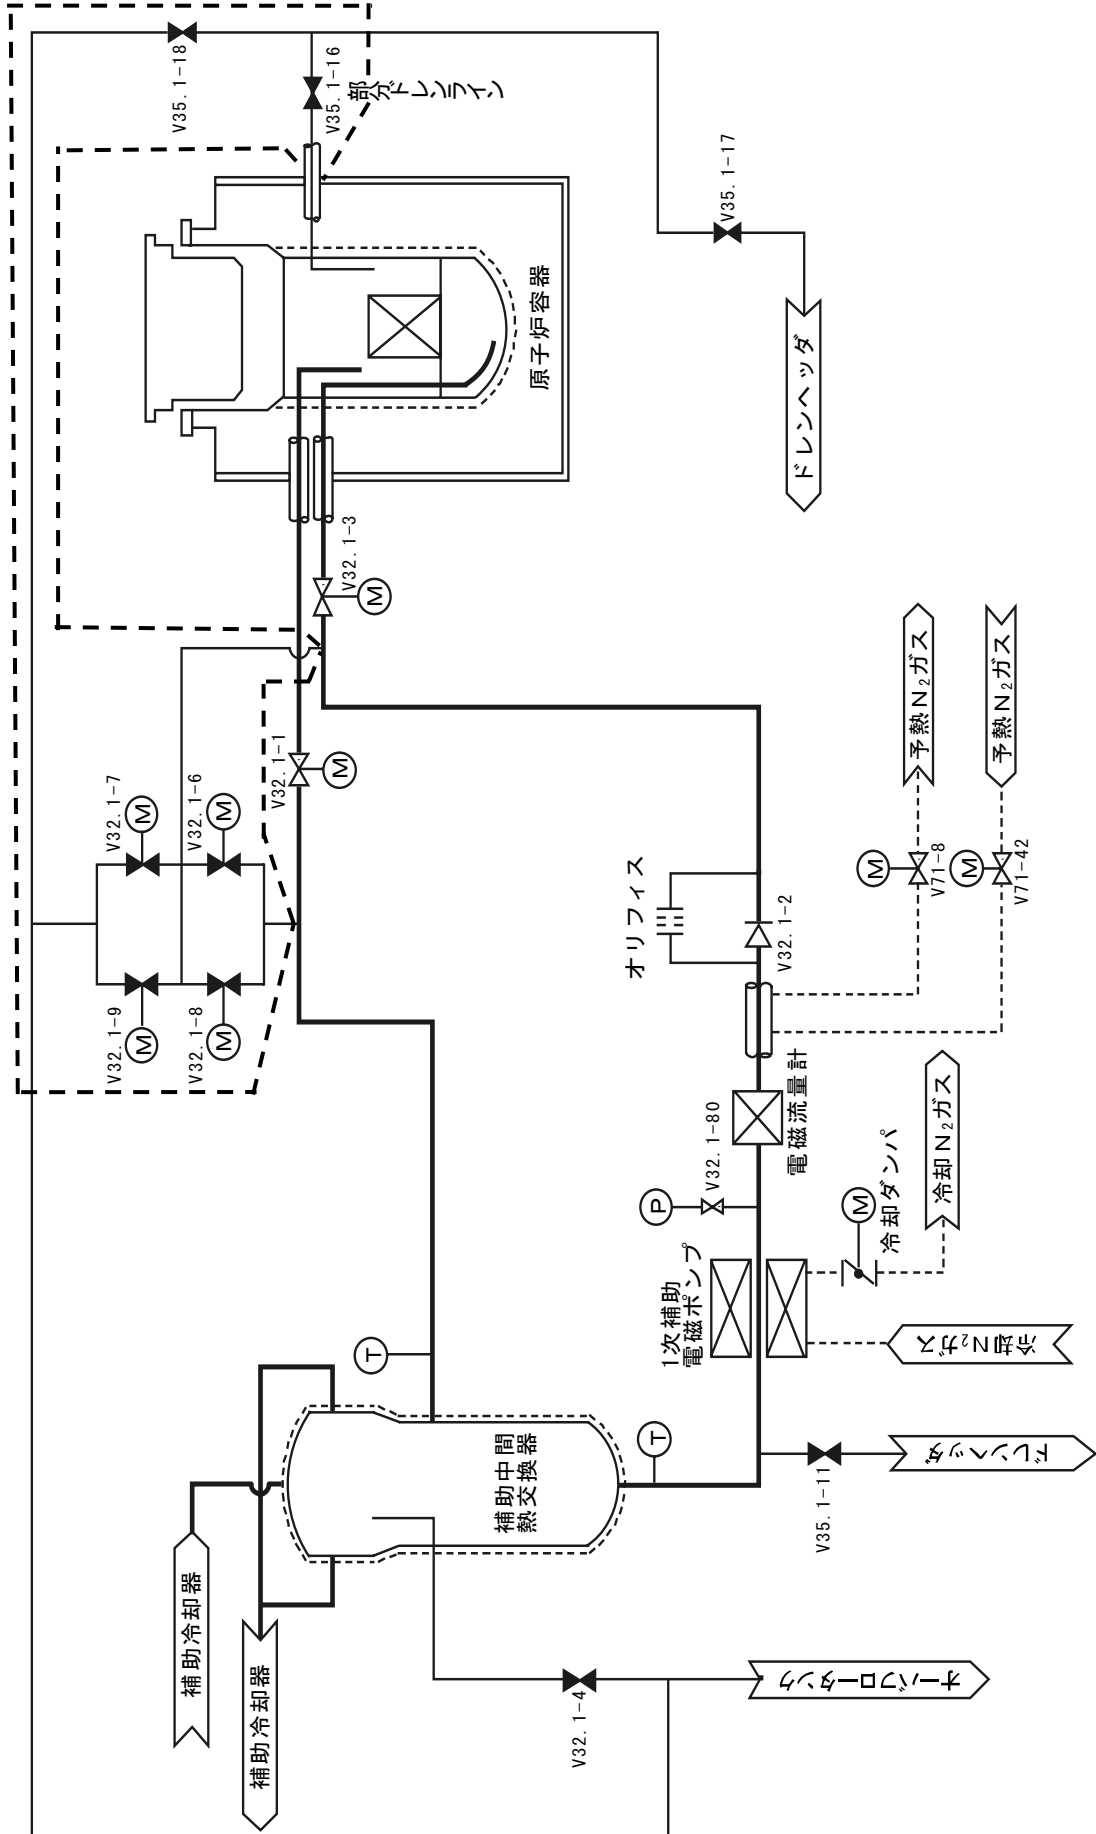 V35.1-18
V35.1-16
部分ドレンライン
V35.1-17
ドレンヘッダ
原子炉容器
V32.1-3
M
V32.1-1
M
V32.1-7
M
V32.1-6
M
V32.1-9
M
V32.1-8
M
予熱N₂ガス
予熱N₂ガス
M
V71-8
M
V71-42
オリフィス
V32.1-2
電磁流量計
V32.1-80
P
M
冷却ダンパ
冷却N₂ガス
1次補助
電磁ポンプ
冷却N₂ガス
T
T
補助中間
熱交換器
V35.1-11
ドレンヘッダ
補助冷却器
補助冷却器
V32.1-4
オーバフロータンク